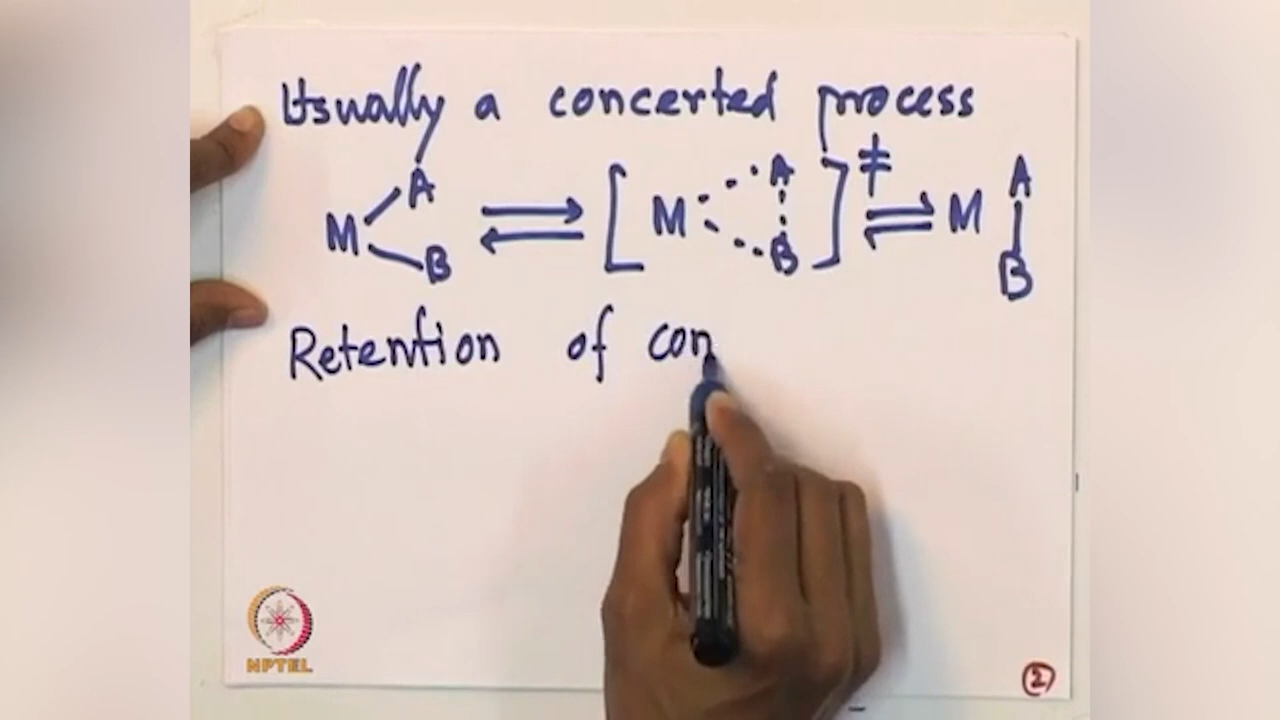 Usually a concerted process
M A B ⇌ [ M A B ]‡ ⇌ M A B
Retention of con
NPTEL
2